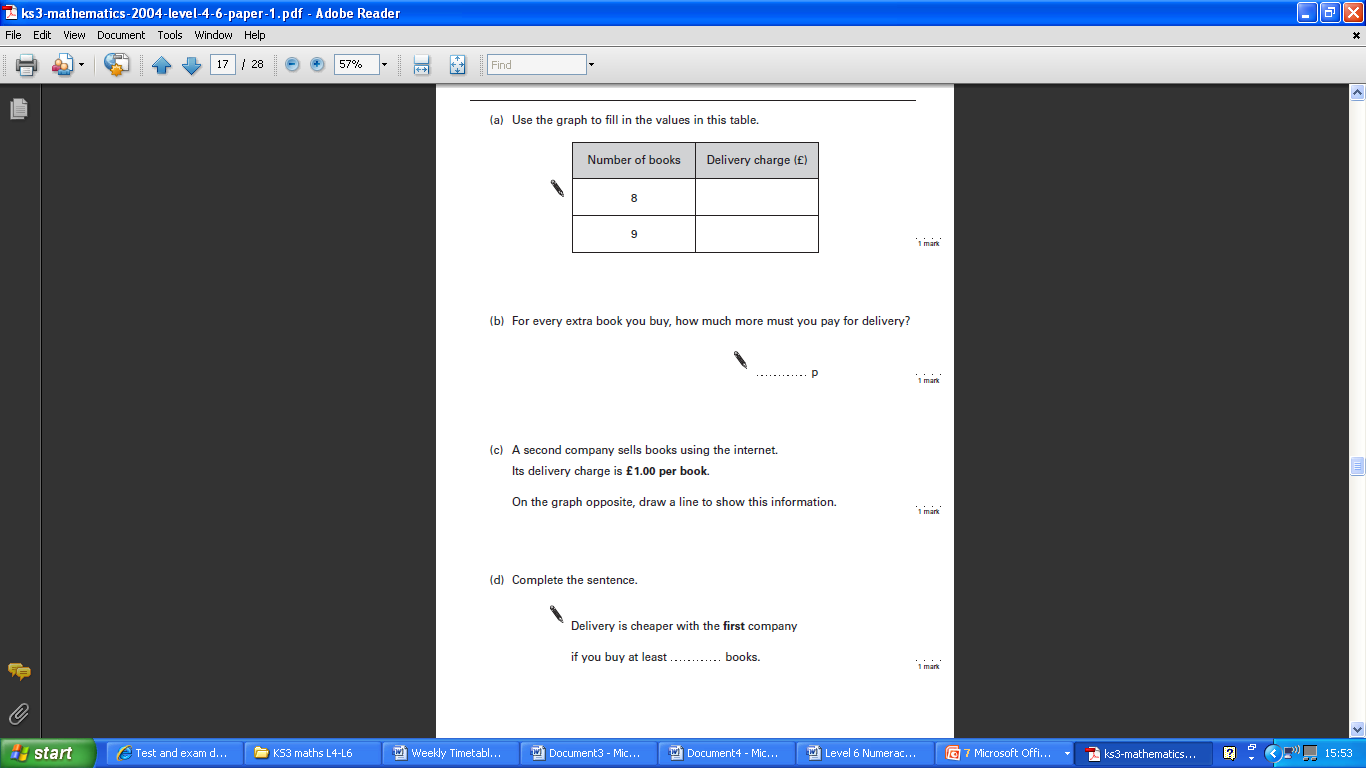 ks3-mathematics-2004-level-4-6-paper-1.pdf - Adobe Reader
File Edit View Document Tools Window Help
17 / 28 57% Find
(a) Use the graph to fill in the values in this table.
Number of books Delivery charge (£)
8
9
1 mark
(b) For every extra book you buy, how much more must you pay for delivery?
............ p
1 mark
(c) A second company sells books using the internet.
Its delivery charge is £1.00 per book.
On the graph opposite, draw a line to show this information.
1 mark
(d) Complete the sentence.
Delivery is cheaper with the first company
if you buy at least ............ books.
1 mark
start Test and exam d... KS3 maths L4-L6 Weekly Timetabl... Document3 - Mic... Document4 - Mic... Level 6 Numerac... 7 Microsoft Offi... ks3-mathematics... 15:53